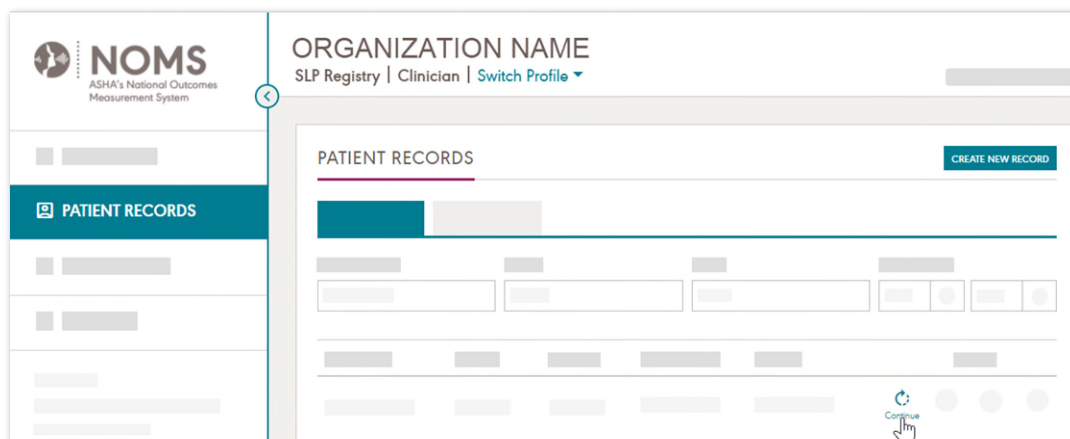 NOMS
ASHA's National Outcomes
Measurement System
ORGANIZATION NAME
SLP Registry | Clinician | Switch Profile
PATIENT RECORDS
PATIENT RECORDS
CREATE NEW RECORD
Continue